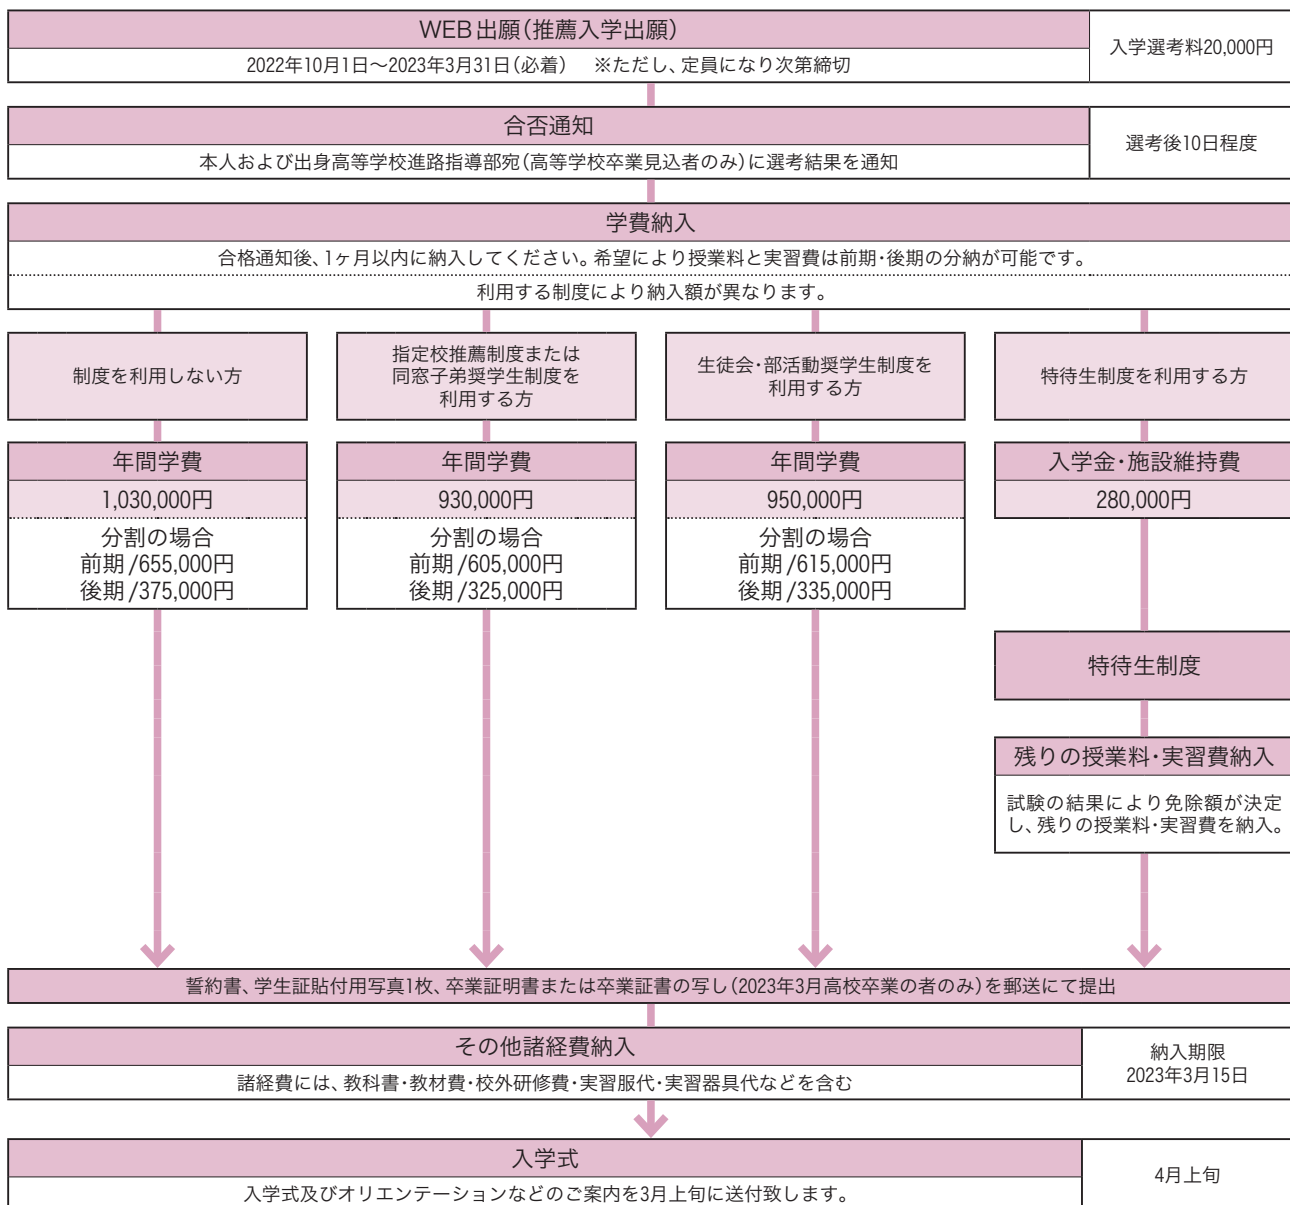 WEB出願(推薦入学出願)
2022年10月1日～2023年3月31日(必着)　※ただし、定員になり次第締切
入学選考料20,000円
合否通知
本人および出身高等学校進路指導部宛(高等学校卒業見込者のみ)に選考結果を通知
選考後10日程度
学費納入
合格通知後、1ヶ月以内に納入してください。希望により授業料と実習費は前期・後期の分納が可能です。
利用する制度により納入額が異なります。
制度を利用しない方
年間学費
1,030,000円
分割の場合
前期/655,000円
後期/375,000円
指定校推薦制度または
同窓子弟奨学生制度を
利用する方
年間学費
930,000円
分割の場合
前期/605,000円
後期/325,000円
生徒会・部活動奨学生制度を
利用する方
年間学費
950,000円
分割の場合
前期/615,000円
後期/335,000円
特待生制度を利用する方
入学金・施設維持費
280,000円
特待生制度
残りの授業料・実習費納入
試験の結果により免除額が決定
し、残りの授業料・実習費を納入。
誓約書、学生証貼付用写真1枚、卒業証明書または卒業証書の写し(2023年3月高校卒業の者のみ)を郵送にて提出
その他諸経費納入
諸経費には、教科書・教材費・校外研修費・実習服代・実習器具代などを含む
納入期限
2023年3月15日
入学式
入学式及びオリエンテーションなどのご案内を3月上旬に送付致します。
4月上旬